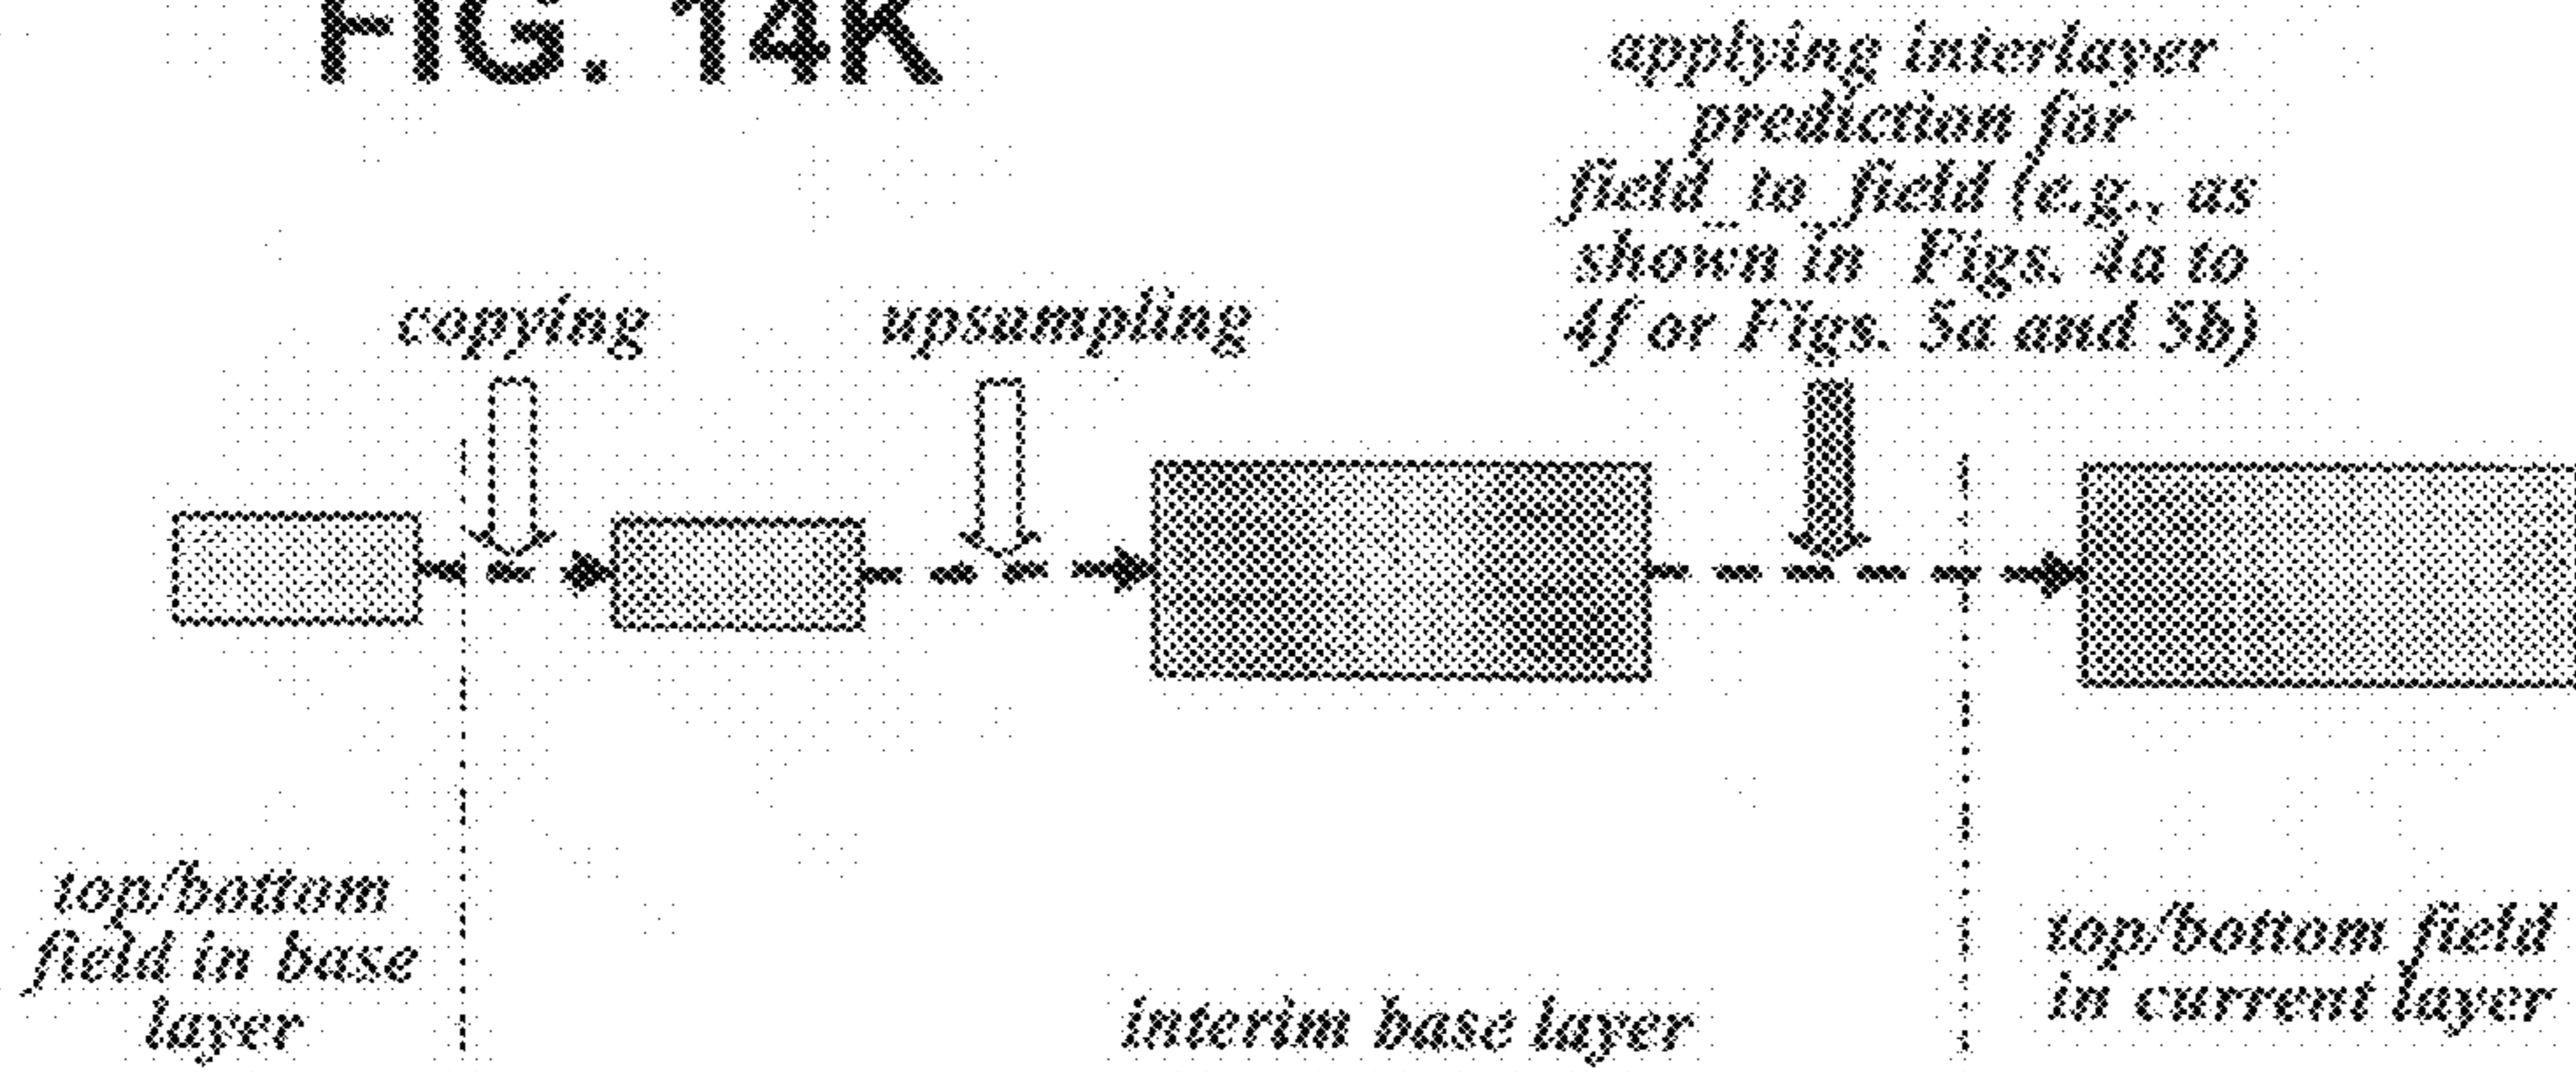 FIG. 14K
applying interlayer
prediction for
field_to_field (e.g., as
shown in Figs. 4a to
4f or Figs. 5a and 5b)
copying
upsampling
top/bottom
field in base
layer
interim base layer
top/bottom field
in current layer